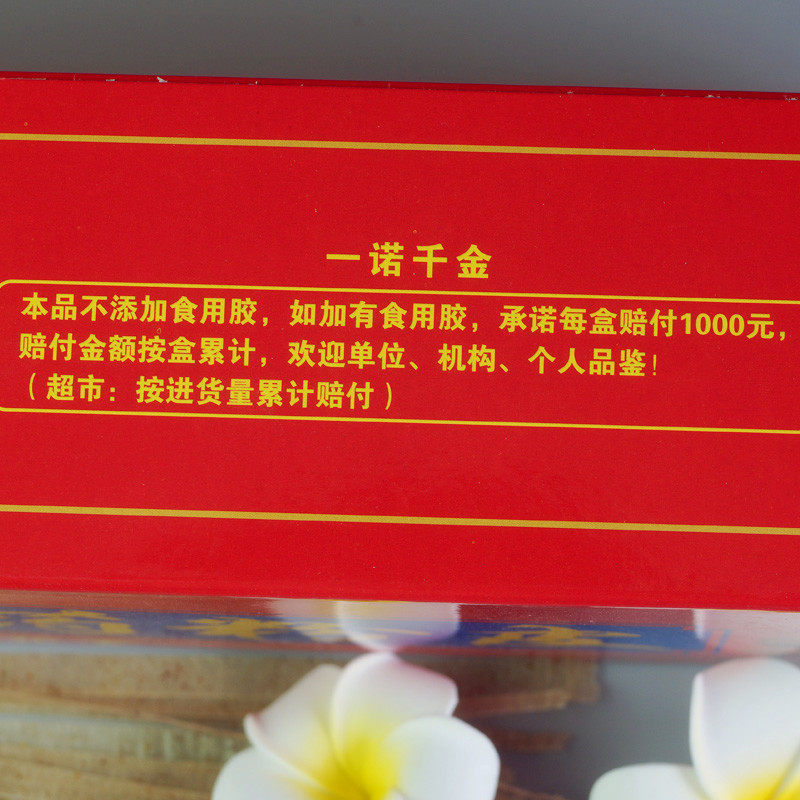 一诺千金
本品不添加食用胶，如加有食用胶，承诺每盒赔付1000元，
赔付金额按盒累计，欢迎单位、机构、个人品鉴！
（超市：按进货量累计赔付）